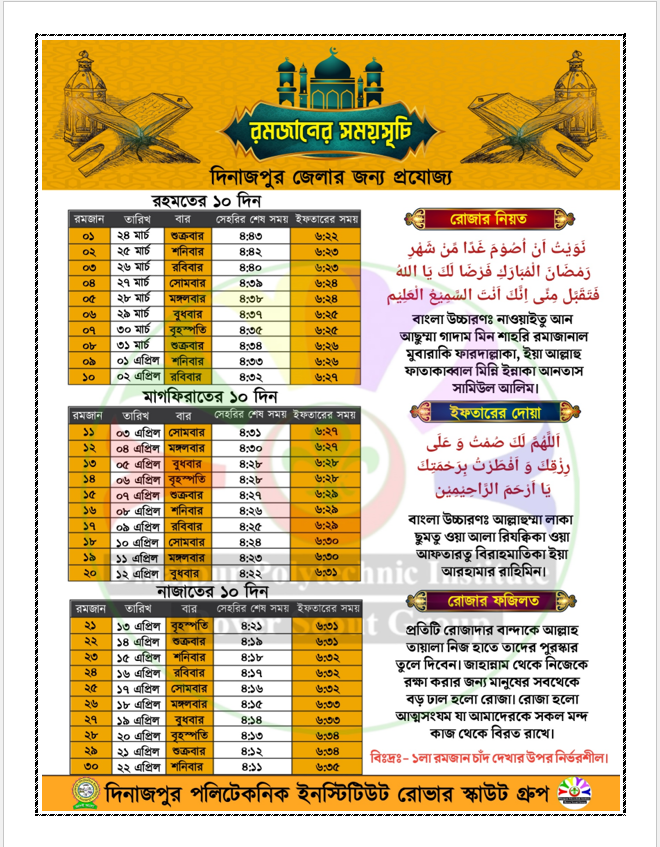 রমজানের সময়সূচি
দিনাজপুর জেলার জন্য প্রযোজ্য
রহমতের ১০ দিন
রমজান তারিখ বার সেহরির শেষ সময় ইফতারের সময়
০১ ২৪ মার্চ শুক্রবার ৪:৪৩ ৬:২২
০২ ২৫ মার্চ শনিবার ৪:৪২ ৬:২৩
০৩ ২৬ মার্চ রবিবার ৪:৪০ ৬:২৩
০৪ ২৭ মার্চ সোমবার ৪:৩৯ ৬:২৪
০৫ ২৮ মার্চ মঙ্গলবার ৪:৩৮ ৬:২৪
০৬ ২৯ মার্চ বুধবার ৪:৩৭ ৬:২৫
০৭ ৩০ মার্চ বৃহস্পতি ৪:৩৫ ৬:২৫
০৮ ৩১ মার্চ শুক্রবার ৪:৩৪ ৬:২৬
০৯ ০১ এপ্রিল শনিবার ৪:৩৩ ৬:২৬
১০ ০২ এপ্রিল রবিবার ৪:৩২ ৬:২৭
মাগফিরাতের ১০ দিন
রমজান তারিখ বার সেহরির শেষ সময় ইফতারের সময়
১১ ০৩ এপ্রিল সোমবার ৪:৩১ ৬:২৭
১২ ০৪ এপ্রিল মঙ্গলবার ৪:৩০ ৬:২৭
১৩ ০৫ এপ্রিল বুধবার ৪:২৮ ৬:২৮
১৪ ০৬ এপ্রিল বৃহস্পতি ৪:২৮ ৬:২৮
১৫ ০৭ এপ্রিল শুক্রবার ৪:২৭ ৬:২৯
১৬ ০৮ এপ্রিল শনিবার ৪:২৬ ৬:২৯
১৭ ০৯ এপ্রিল রবিবার ৪:২৫ ৬:২৯
১৮ ১০ এপ্রিল সোমবার ৪:২৪ ৬:৩০
১৯ ১১ এপ্রিল মঙ্গলবার ৪:২৩ ৬:৩০
২০ ১২ এপ্রিল বুধবার ৪:২২ ৬:৩১
নাজাতের ১০ দিন
রমজান তারিখ বার সেহরির শেষ সময় ইফতারের সময়
২১ ১৩ এপ্রিল বৃহস্পতি ৪:২১ ৬:৩১
২২ ১৪ এপ্রিল শুক্রবার ৪:১৯ ৬:৩১
২৩ ১৫ এপ্রিল শনিবার ৪:১৮ ৬:৩২
২৪ ১৬ এপ্রিল রবিবার ৪:১৭ ৬:৩২
২৫ ১৭ এপ্রিল সোমবার ৪:১৬ ৬:৩২
২৬ ১৮ এপ্রিল মঙ্গলবার ৪:১৫ ৬:৩৩
২৭ ১৯ এপ্রিল বুধবার ৪:১৪ ৬:৩৩
২৮ ২০ এপ্রিল বৃহস্পতি ৪:১৩ ৬:৩৪
২৯ ২১ এপ্রিল শুক্রবার ৪:১২ ৬:৩৪
৩০ ২২ এপ্রিল শনিবার ৪:১১ ৬:৩৫
রোজার নিয়ত
نَوَيْتُ اَنْ اُصُوْمَ غَدًا مِّنْ شَهْرِ
رَمَضَانَ الْمُبَارَكِ فَرْضًا لَكَ يَا اللهُ
فَتَقَبَّل مِنِّى اِنَّكَ اَنْتَ السَّمِيْعُ الْعَلِيْم
বাংলা উচ্চারণঃ নাওয়াইতু আন
আছুম্মা গাদাম মিন শাহরি রমাজানাল
মুবারাকি ফারদাল্লাকা, ইয়া আল্লাহু
ফাতাকাব্বাল মিন্নি ইন্নাকা আনতাস
সামিউল আলিম।
ইফতারের দোয়া
اَللَّهُمَّ لَكَ صُمْتُ وَ عَلَى
رِزْقِكَ وَ اَفْطَرْتُ بِرَحْمَتِكَ
يَا اَرْحَمَ الرَّاحِيْمِيْن
বাংলা উচ্চারণঃ আল্লাহুম্মা লাকা
ছুমতু ওয়া আলা রিযক্বিকা ওয়া
আফতারতু বিরাহমাতিকা ইয়া
আরহামার রাহিমিন।
রোজার ফজিলত
প্রতিটি রোজাদার বান্দাকে আল্লাহ
তায়ালা নিজ হাতে তাদের পুরস্কার
তুলে দিবেন। জাহান্নাম থেকে নিজেকে
রক্ষা করার জন্য মানুষের সবথেকে
বড় ঢাল হলো রোজা। রোজা হলো
আত্মসংযম যা আমাদেরকে সকল মন্দ
কাজ থেকে বিরত রাখে।
বিঃদ্রঃ- ১লা রমজান চাঁদ দেখার উপর নির্ভরশীল।
দিনাজপুর পলিটেকনিক ইনস্টিটিউট রোভার স্কাউট গ্রুপ